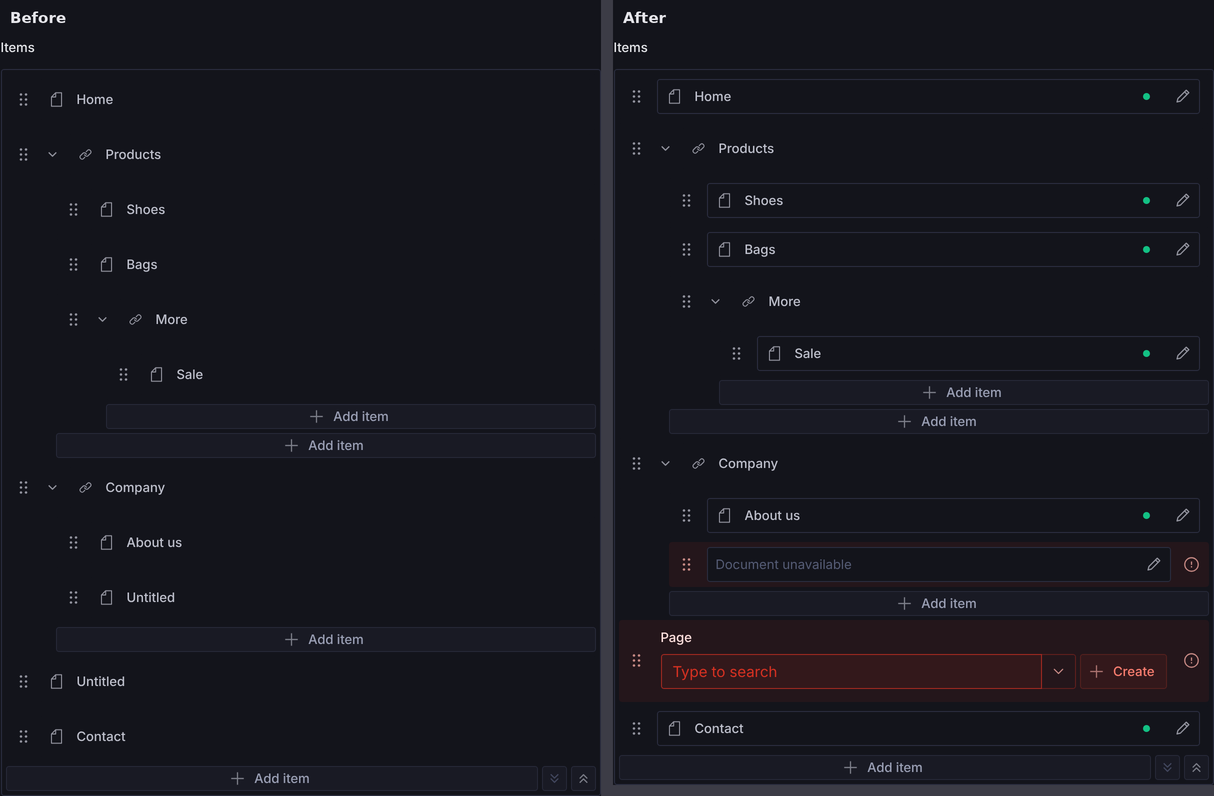 Before
Items
Home
Products
Shoes
Bags
More
Sale
Add item
Add item
Company
About us
Untitled
Add item
Untitled
Contact
Add item
After
Items
Home
Products
Shoes
Bags
More
Sale
Add item
Add item
Company
About us
Document unavailable
Add item
Page
Type to search
Create
Contact
Add item